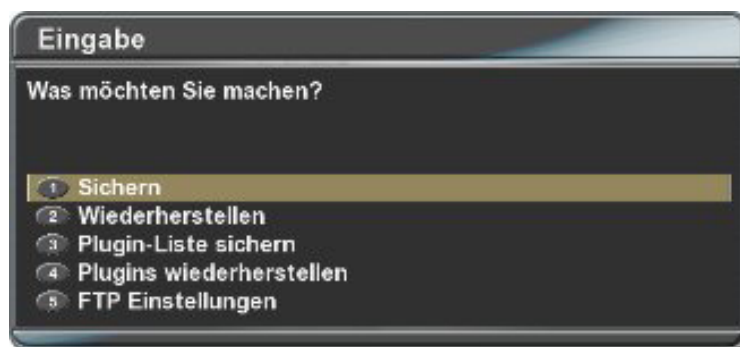 Eingabe
Was möchten Sie machen?
1 Sichern
2 Wiederherstellen
3 Plugin-Liste sichern
4 Plugins wiederherstellen
5 FTP Einstellungen